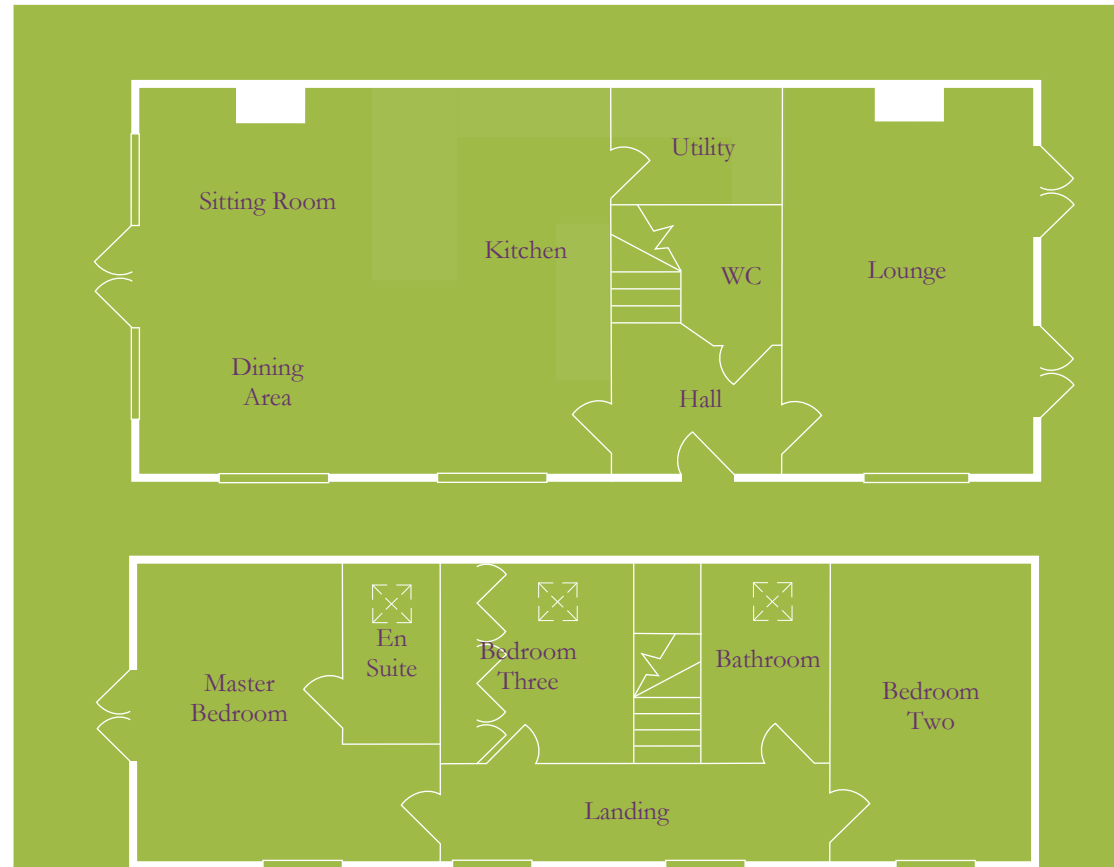 Utility
Sitting Room
Kitchen
WC
Lounge
Dining
Area
Hall
En
Suite
Bedroom
Three
Bathroom
Master
Bedroom
Bedroom
Two
Landing